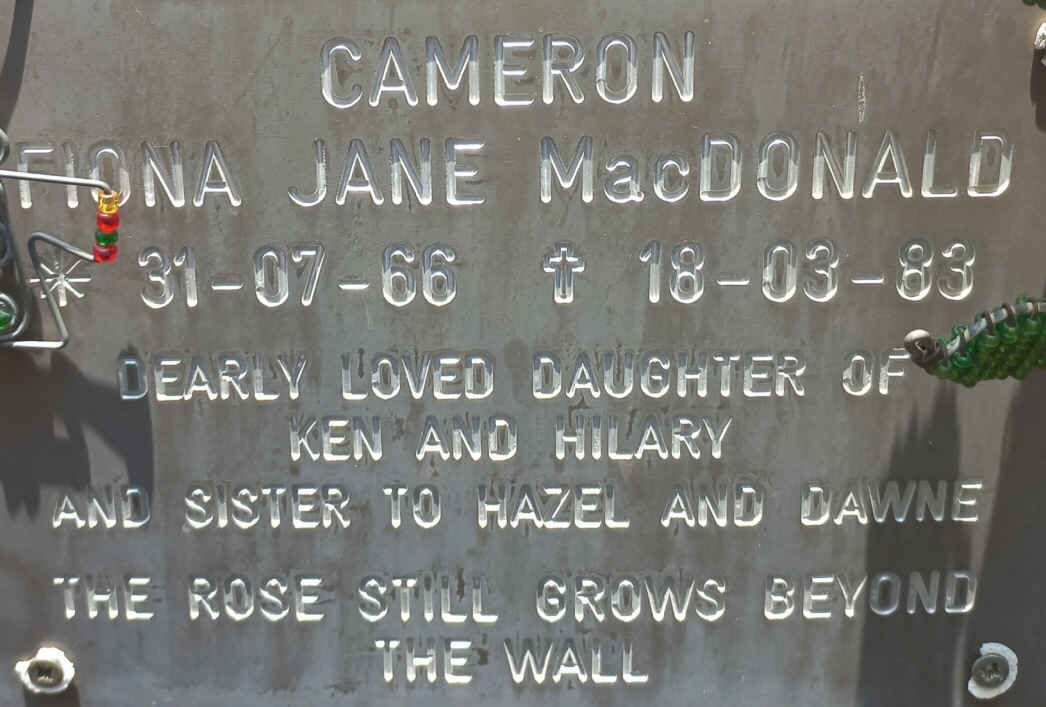 CAMERON
FIONA JANE MacDONALD
* 31-07-66 ✝ 18-03-83
DEARLY LOVED DAUGHTER OF
KEN AND HILARY
AND SISTER TO HAZEL AND DAWNE
THE ROSE STILL GROWS BEYOND
THE WALL